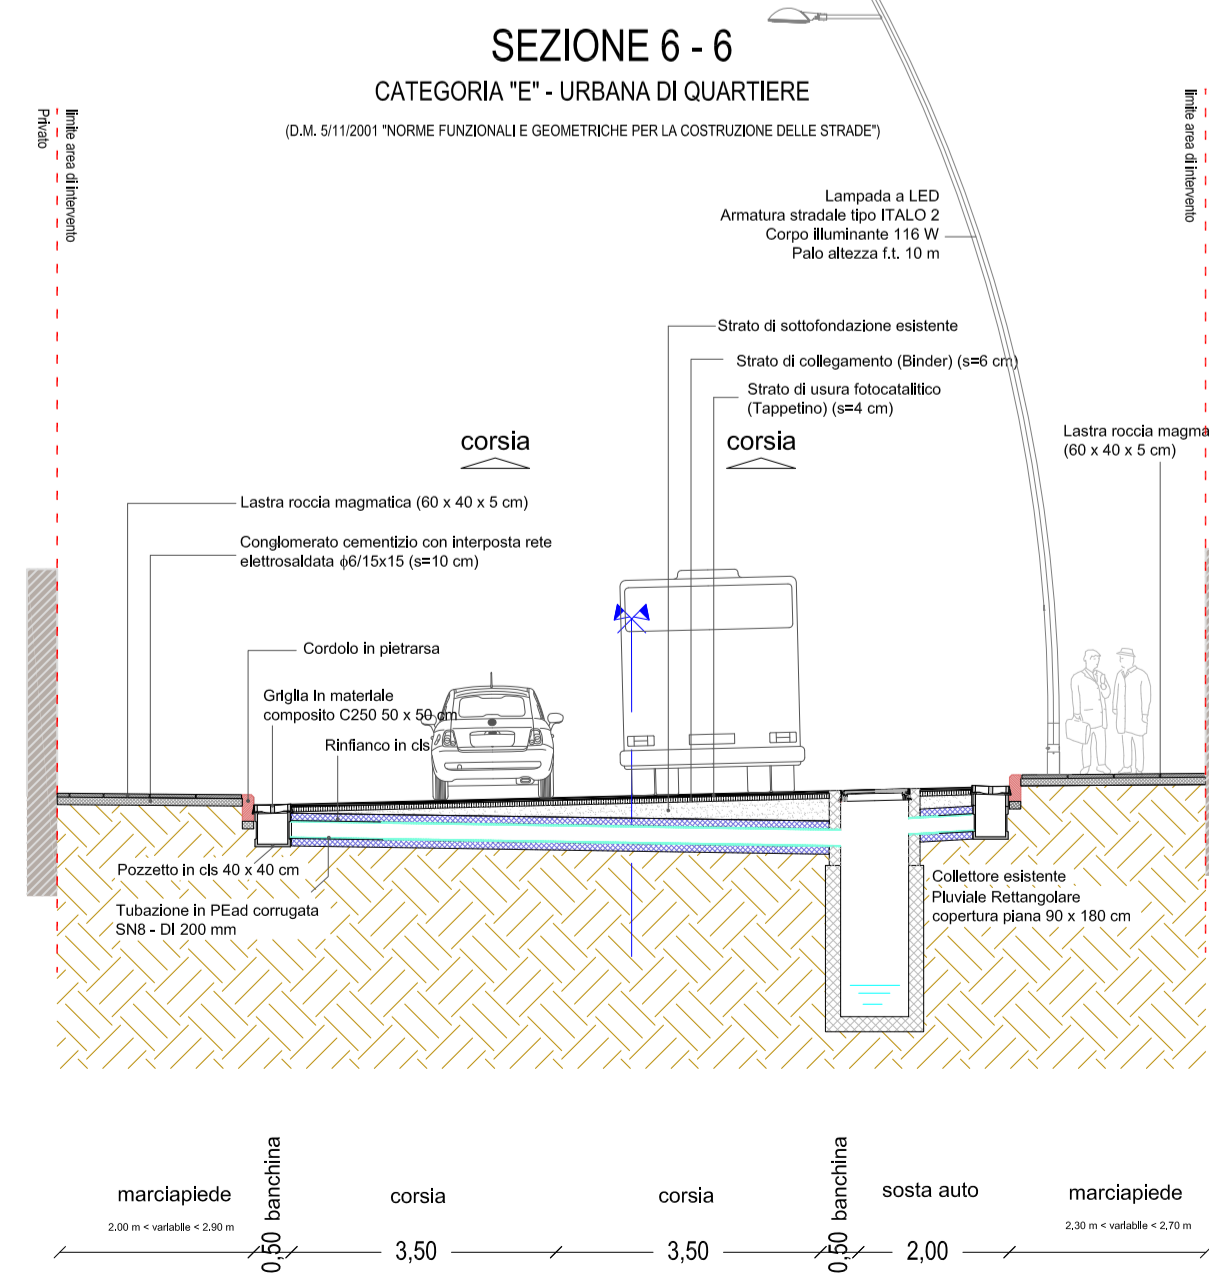 SEZIONE 6 - 6
CATEGORIA "E" - URBANA DI QUARTIERE
(D.M. 5/11/2001 "NORME FUNZIONALI E GEOMETRICHE PER LA COSTRUZIONE DELLE STRADE")
Privato
limite area di intervento
limite area di intervento
Lampada a LED
Armatura stradale tipo ITALO 2
Corpo illuminante 116 W
Palo altezza f.t. 10 m
Strato di sottofondazione esistente
Strato di collegamento (Binder) (s=6 cm)
Strato di usura fotocatalitico
(Tappetino) (s=4 cm)
corsia
corsia
Lastra roccia magma
(60 x 40 x 5 cm)
Lastra roccia magmatica (60 x 40 x 5 cm)
Conglomerato cementizio con interposta rete
elettrosaldata ϕ6/15x15 (s=10 cm)
Cordolo in pietrarsa
Griglia in materiale
composito C250 50 x 50 cm
Rinfianco in cls
Pozzetto in cls 40 x 40 cm
Tubazione in PEad corrugata
SN8 - DI 200 mm
Collettore esistente
Pluviale Rettangolare
copertura piana 90 x 180 cm
marciapiede
2.00 m < variabile < 2.90 m
0,50 banchina
corsia
3,50
corsia
3,50
0,50 banchina
sosta auto
2,00
marciapiede
2,30 m < variabile < 2,70 m